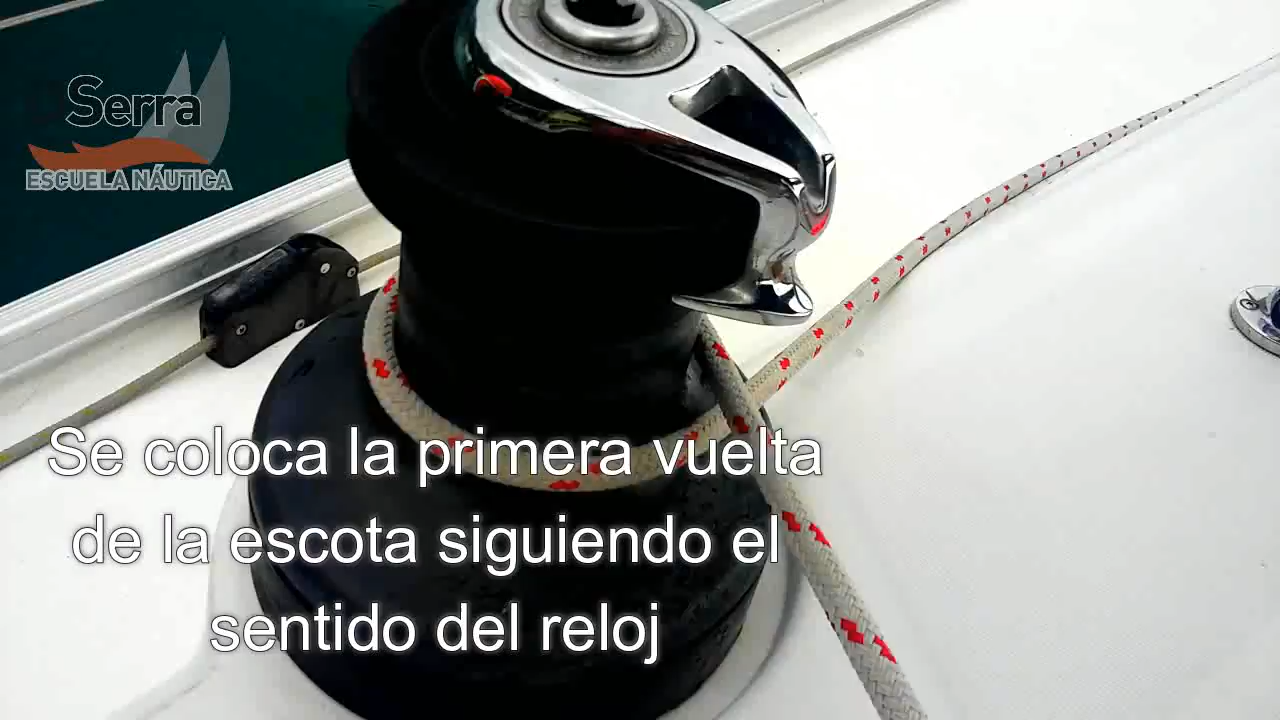 Serra
ESCUELA NÁUTICA
Se coloca la primera vuelta
de la escota siguiendo el
sentido del reloj